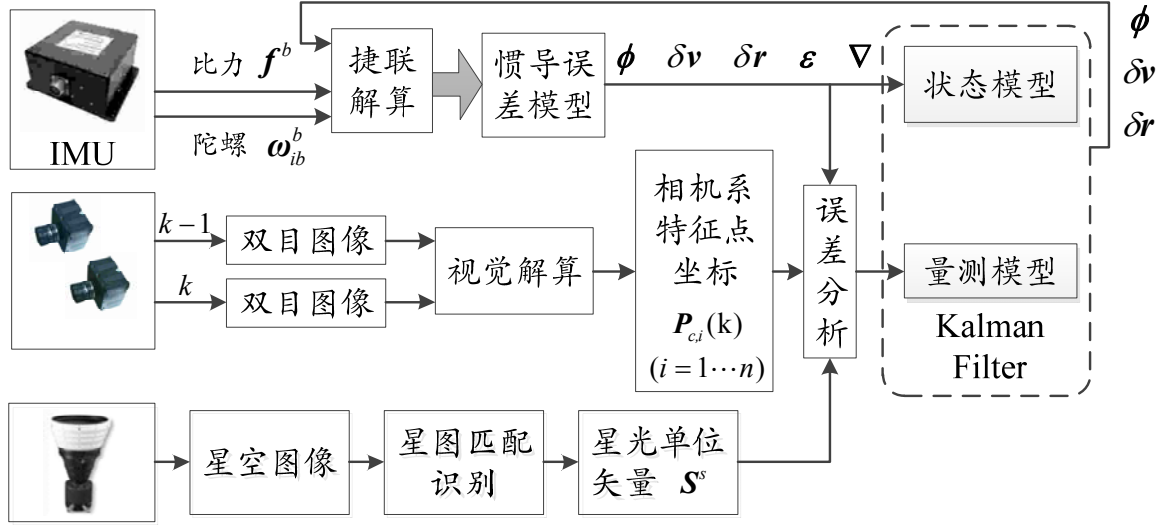 比力 f^b
陀螺 ω_ib^b
IMU
捷联
解算
惯导误
差模型
ϕ δv δr ε ∇
状态模型
ϕ
δv
δr
k−1
双目图像
k
双目图像
视觉解算
相机系
特征点
坐标
P_c,i(k)
(i=1⋯n)
误
差
分
析
量测模型
Kalman
Filter
星空图像
星图匹配
识别
星光单位
矢量 S^s